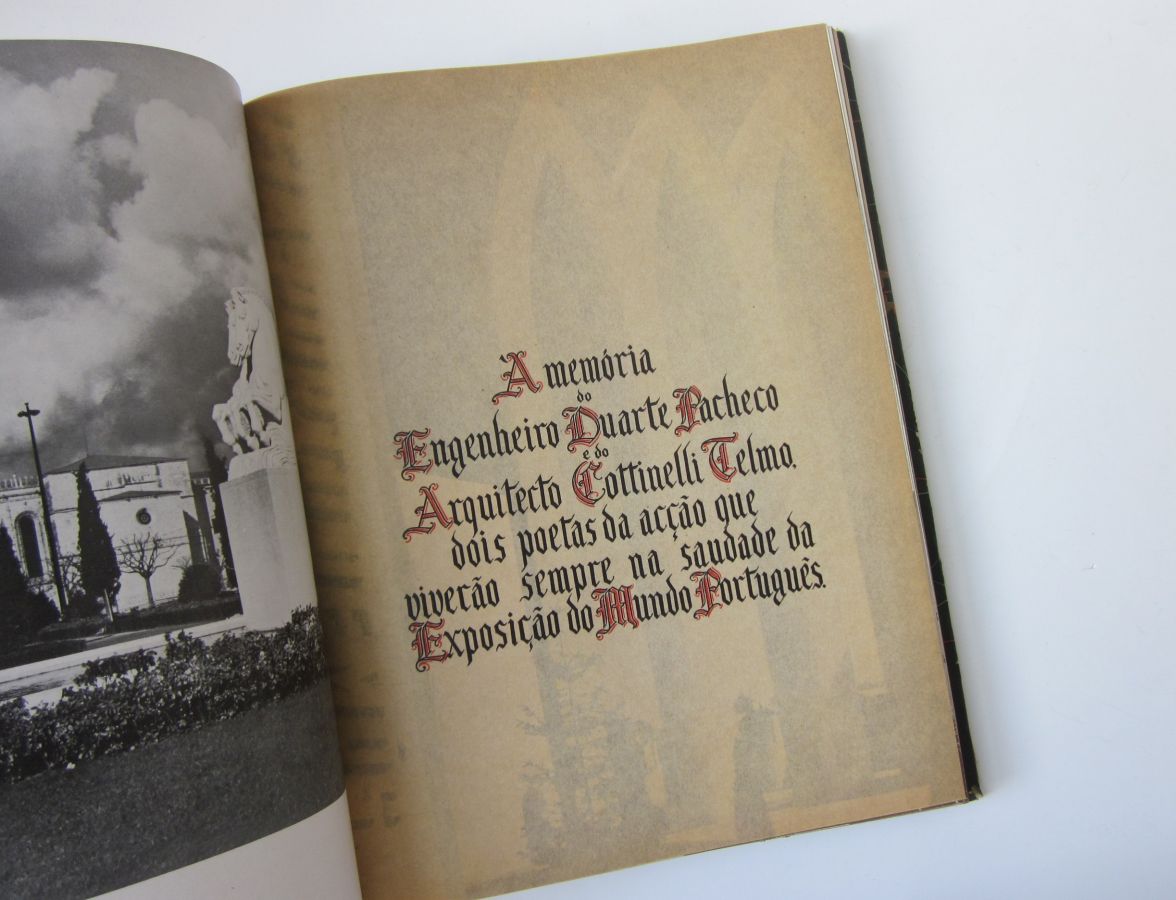 À memória
do
Engenheiro Duarte Pacheco
e do
Arquitecto Cottinelli Telmo.
dois poetas da acção que
viverão sempre na saudade da
Exposição do Mundo Português.